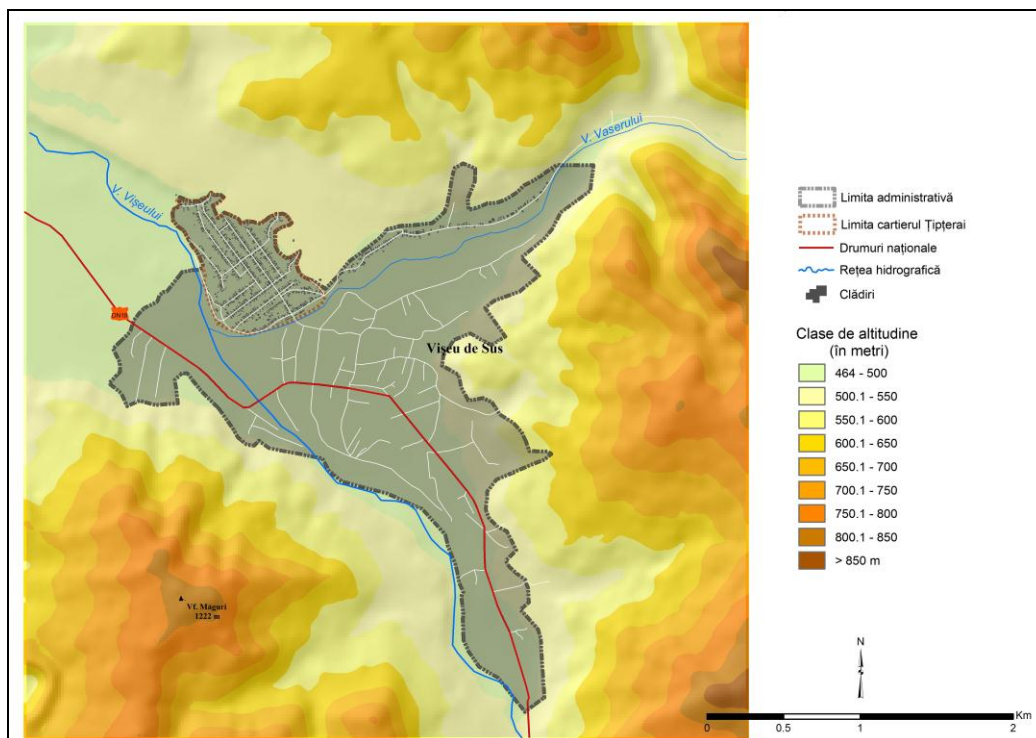 V. Vaserului
V. Vișeului
DN18
Vișeu de Sus
Vf. Măguri
1222 m
Limita administrativă
Limita cartierul Țipțerai
Drumuri naționale
Rețea hidrografică
Clădiri
Clase de altitudine
(în metri)
464 - 500
500.1 - 550
550.1 - 600
600.1 - 650
650.1 - 700
700.1 - 750
750.1 - 800
800.1 - 850
> 850 m
N
Km
0 0.5 1 2